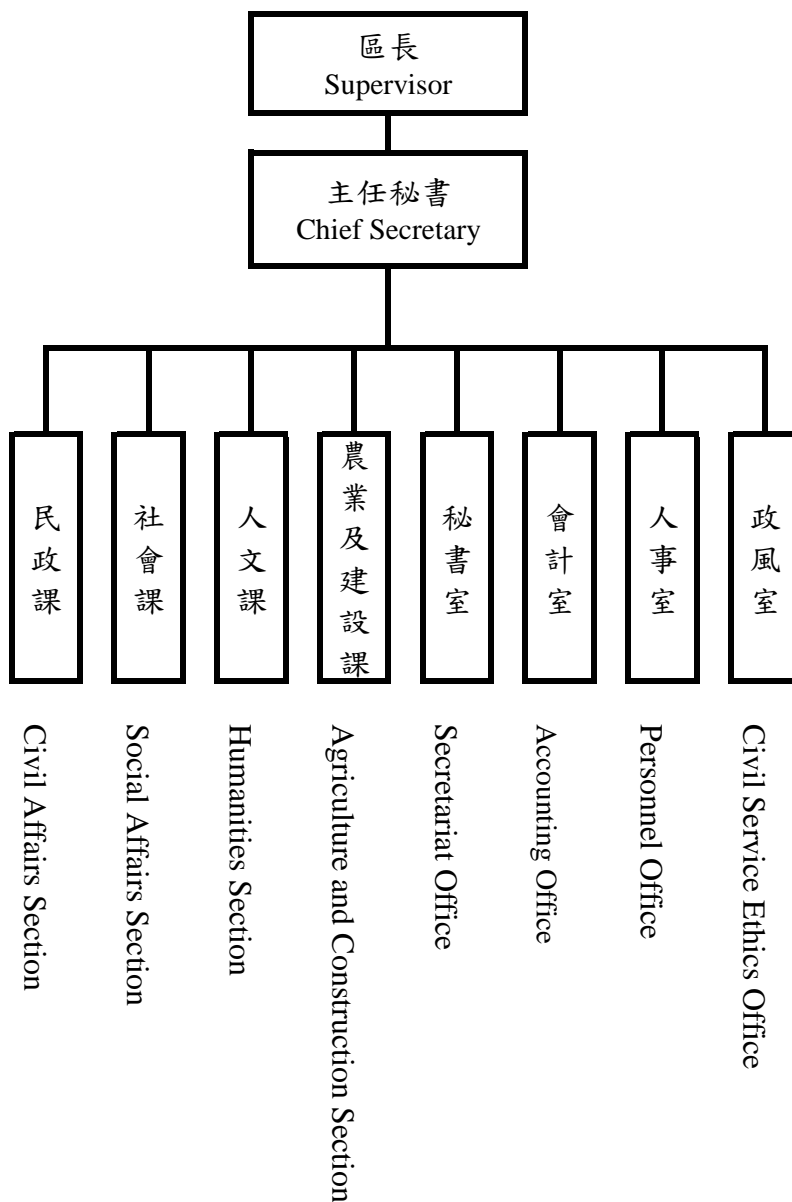 區長
Supervisor
主任秘書
Chief Secretary
民政課
社會課
人文課
農業及建設課
秘書室
會計室
人事室
政風室
Civil Affairs Section
Social Affairs Section
Humanities Section
Agriculture and Construction Section
Secretariat Office
Accounting Office
Personnel Office
Civil Service Ethics Office